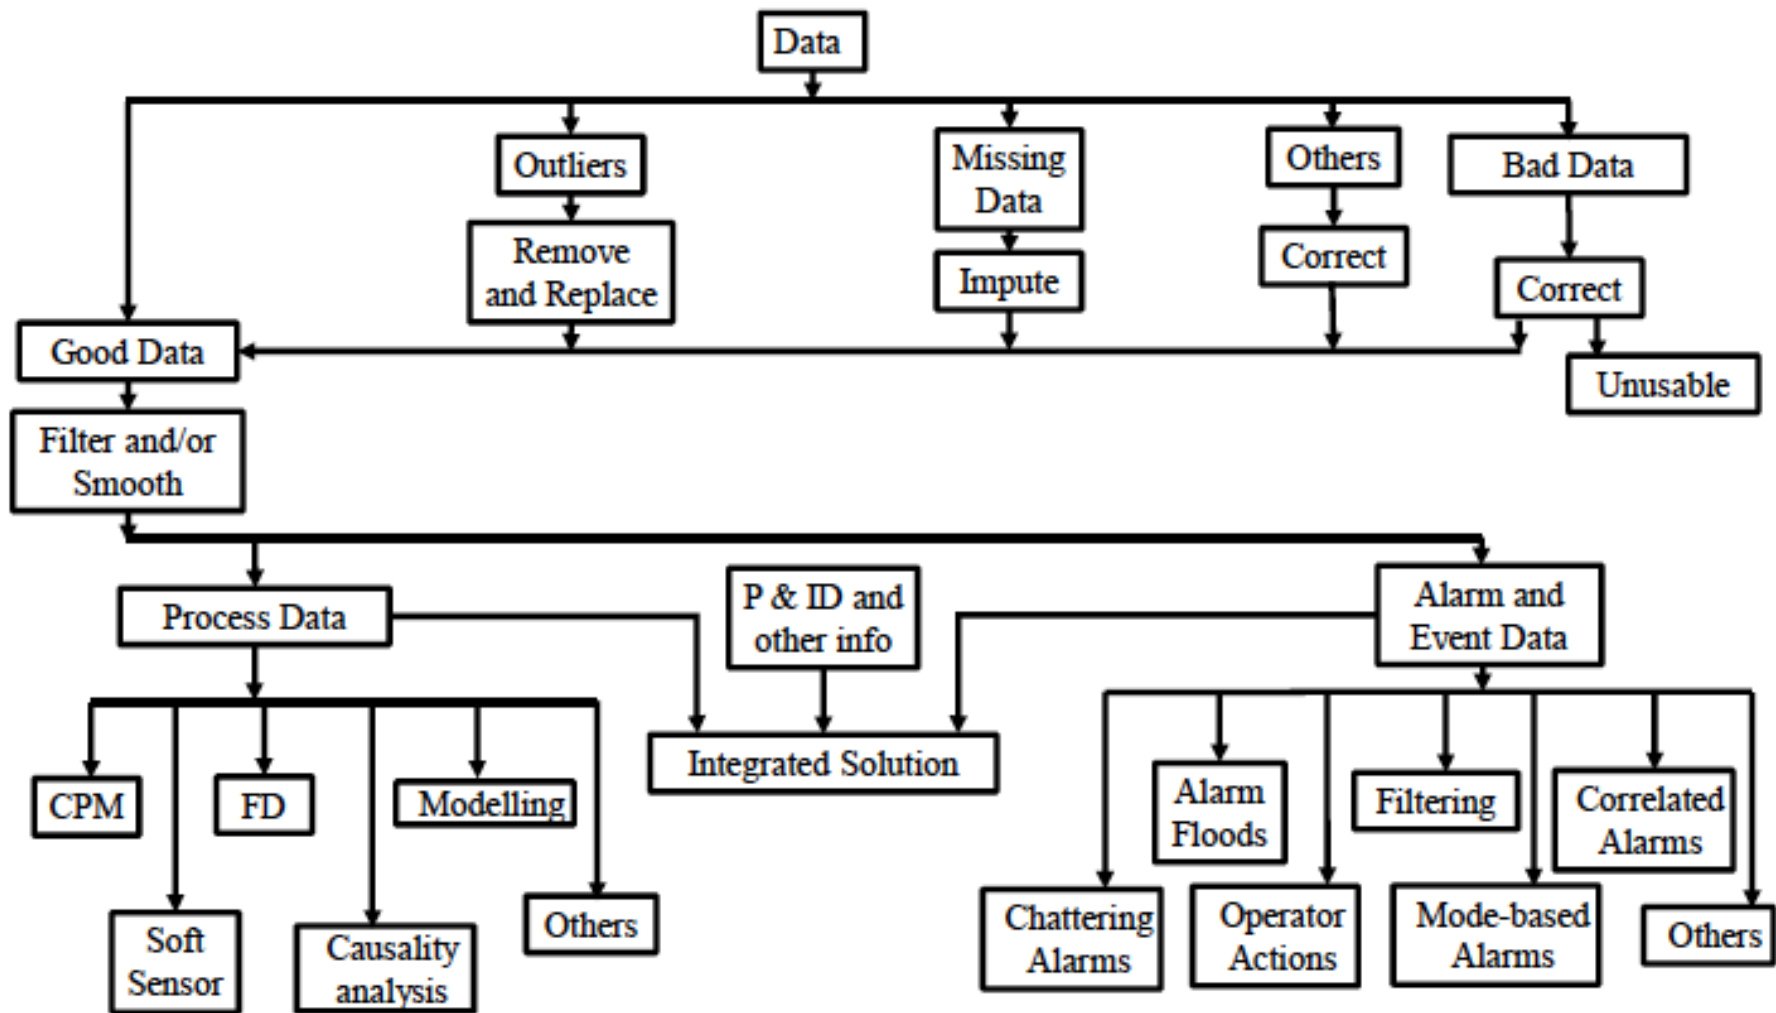 Data
Outliers
Missing
Data
Others
Bad Data
Remove
and Replace
Impute
Correct
Correct
Good Data
Unusable
Filter and/or
Smooth
Process Data
P & ID and
other info
Alarm and
Event Data
Integrated Solution
CPM
FD
Modelling
Alarm
Floods
Filtering
Correlated
Alarms
Soft
Sensor
Causality
analysis
Others
Chattering
Alarms
Operator
Actions
Mode-based
Alarms
Others